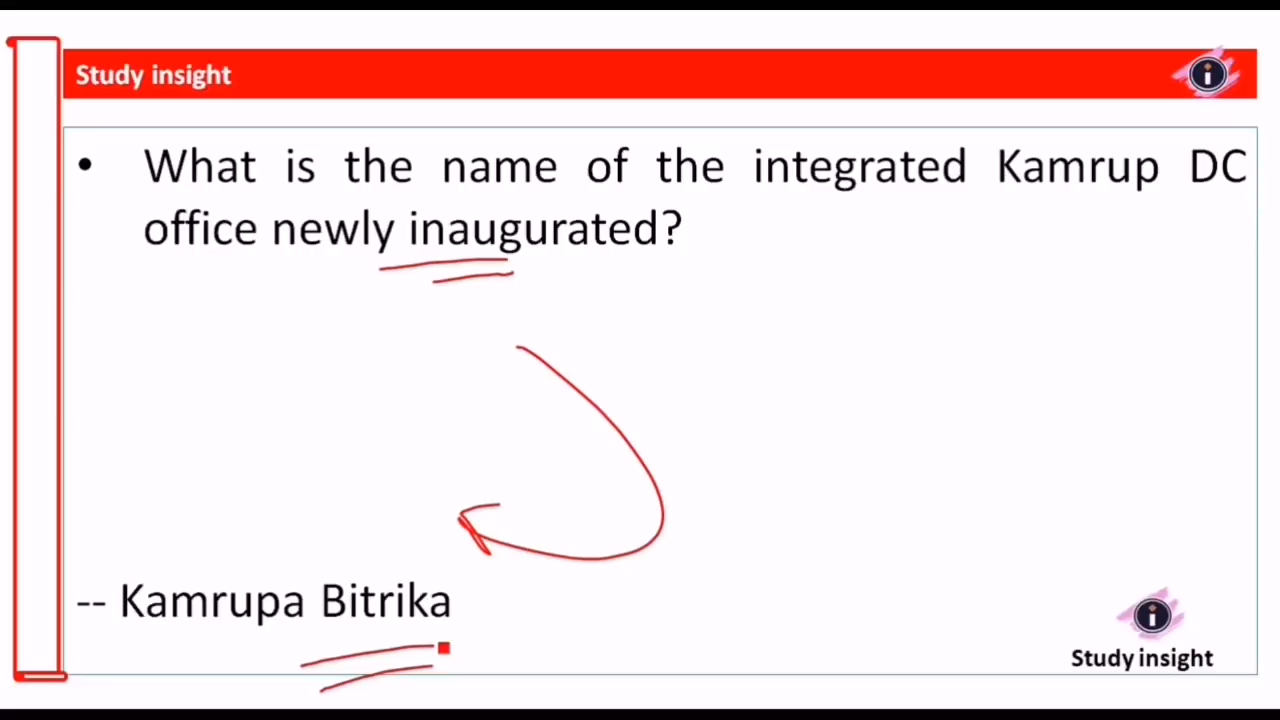 Study insight
• What is the name of the integrated Kamrup DC
office newly inaugurated?
-- Kamrupa Bitrika
Study insight